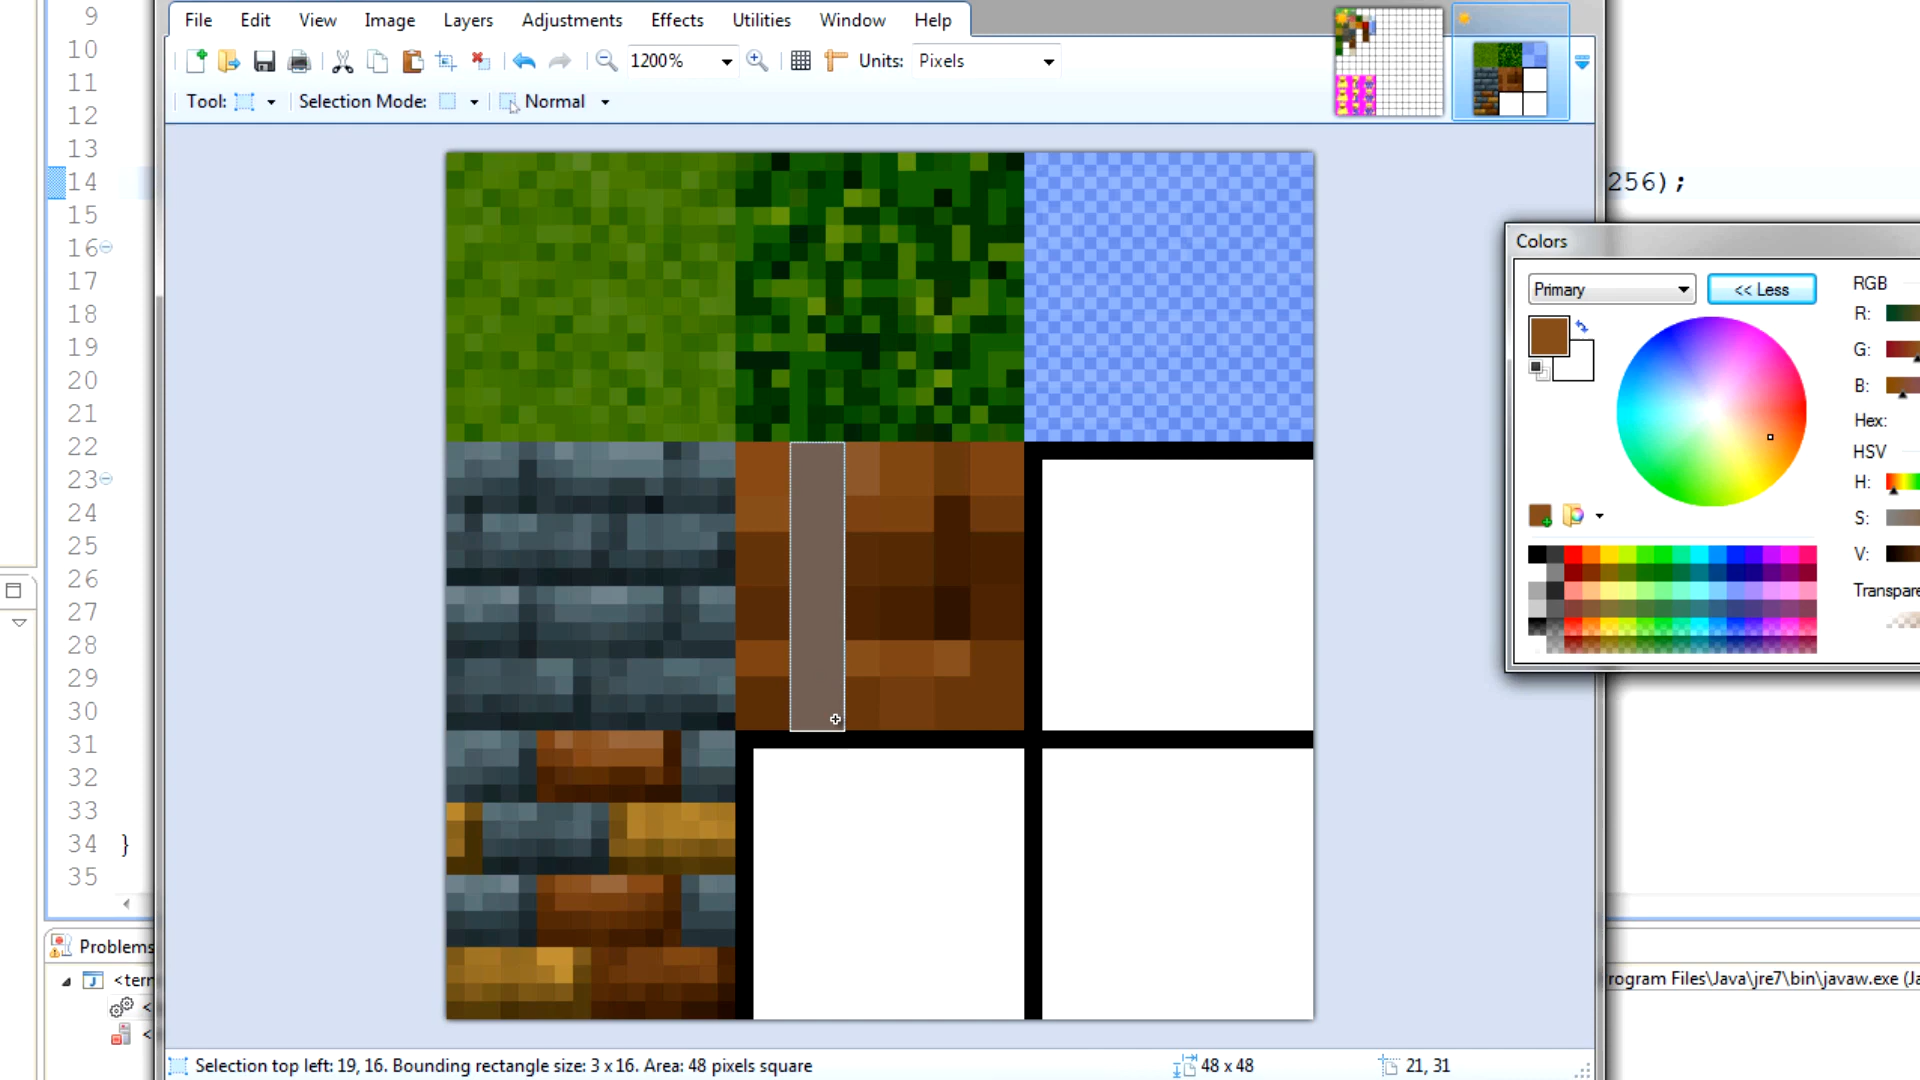 File Edit View Image Layers Adjustments Effects Utilities Window Help
1200% Units: Pixels
Tool: Selection Mode: Normal
9
10
11
12
13
14
256);
15
16
17
18
19
20
21
22
23
24
25
26
27
28
29
30
31
32
33
34 }
35
Colors
Primary << Less RGB
R:
G:
B:
Hex:
HSV
H:
S:
V:
Problems
<tern
<
<
rogram Files\Java\jre7\bin\javaw.exe (Ja
Selection top left: 19, 16. Bounding rectangle size: 3 x 16. Area: 48 pixels square 48 x 48 21, 31